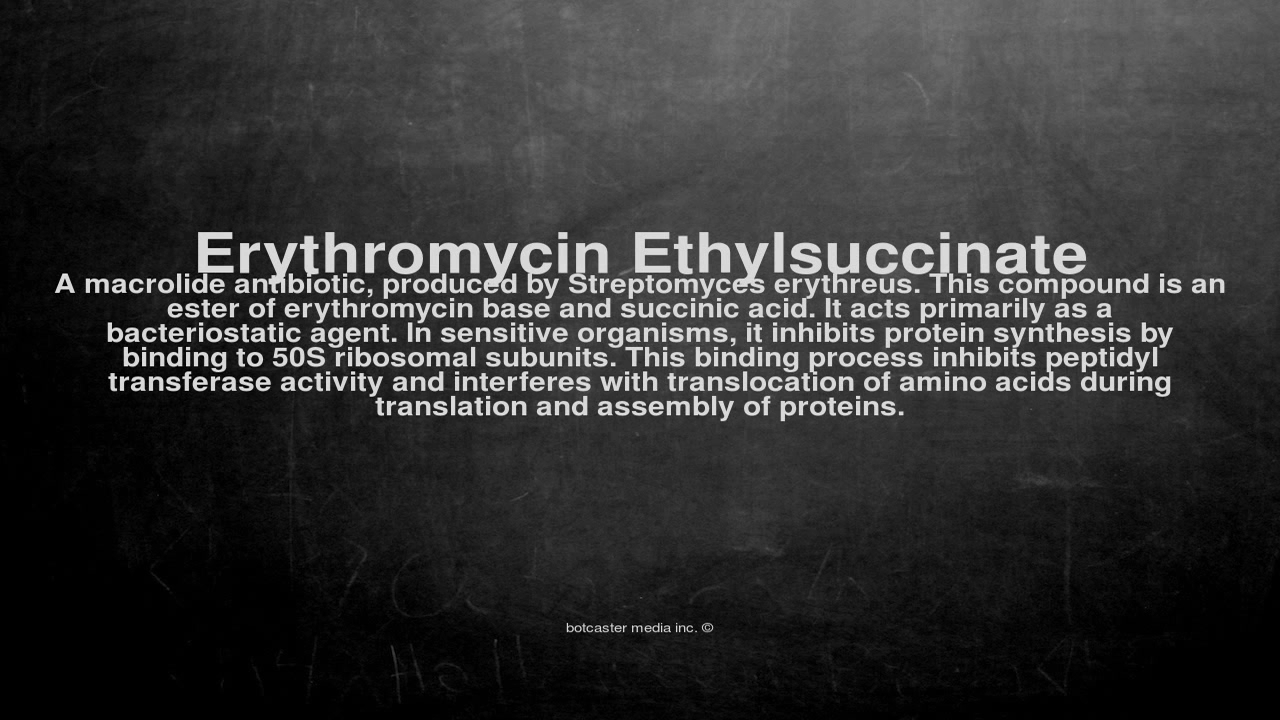 Erythromycin Ethylsuccinate
A macrolide antibiotic, produced by Streptomyces erythreus. This compound is an
ester of erythromycin base and succinic acid. It acts primarily as a
bacteriostatic agent. In sensitive organisms, it inhibits protein synthesis by
binding to 50S ribosomal subunits. This binding process inhibits peptidyl
transferase activity and interferes with translocation of amino acids during
translation and assembly of proteins.
botcaster media inc. ©